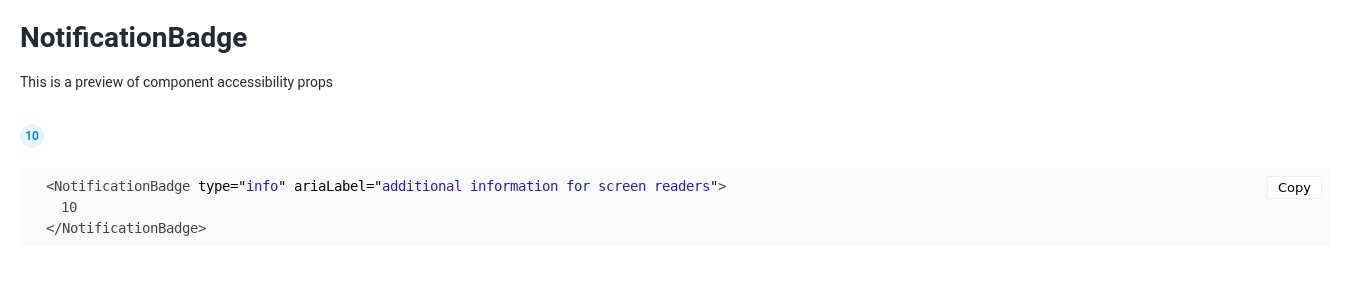 NotificationBadge
This is a preview of component accessibility props
10
<NotificationBadge type="info" ariaLabel="additional information for screen readers">
Copy
10
</NotificationBadge>